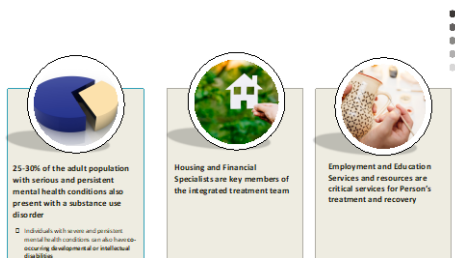 25-30% of the adult population
with serious and persistent
mental health conditions also
present with a substance use
disorder
Individuals with severe and persistent
mental health conditions can also have co-
occurring developmental or intellectual
disabilities
Housing and Financial
Specialists are key members of
the integrated treatment team
Employment and Education
Services and resources are
critical services for Person's
treatment and recovery